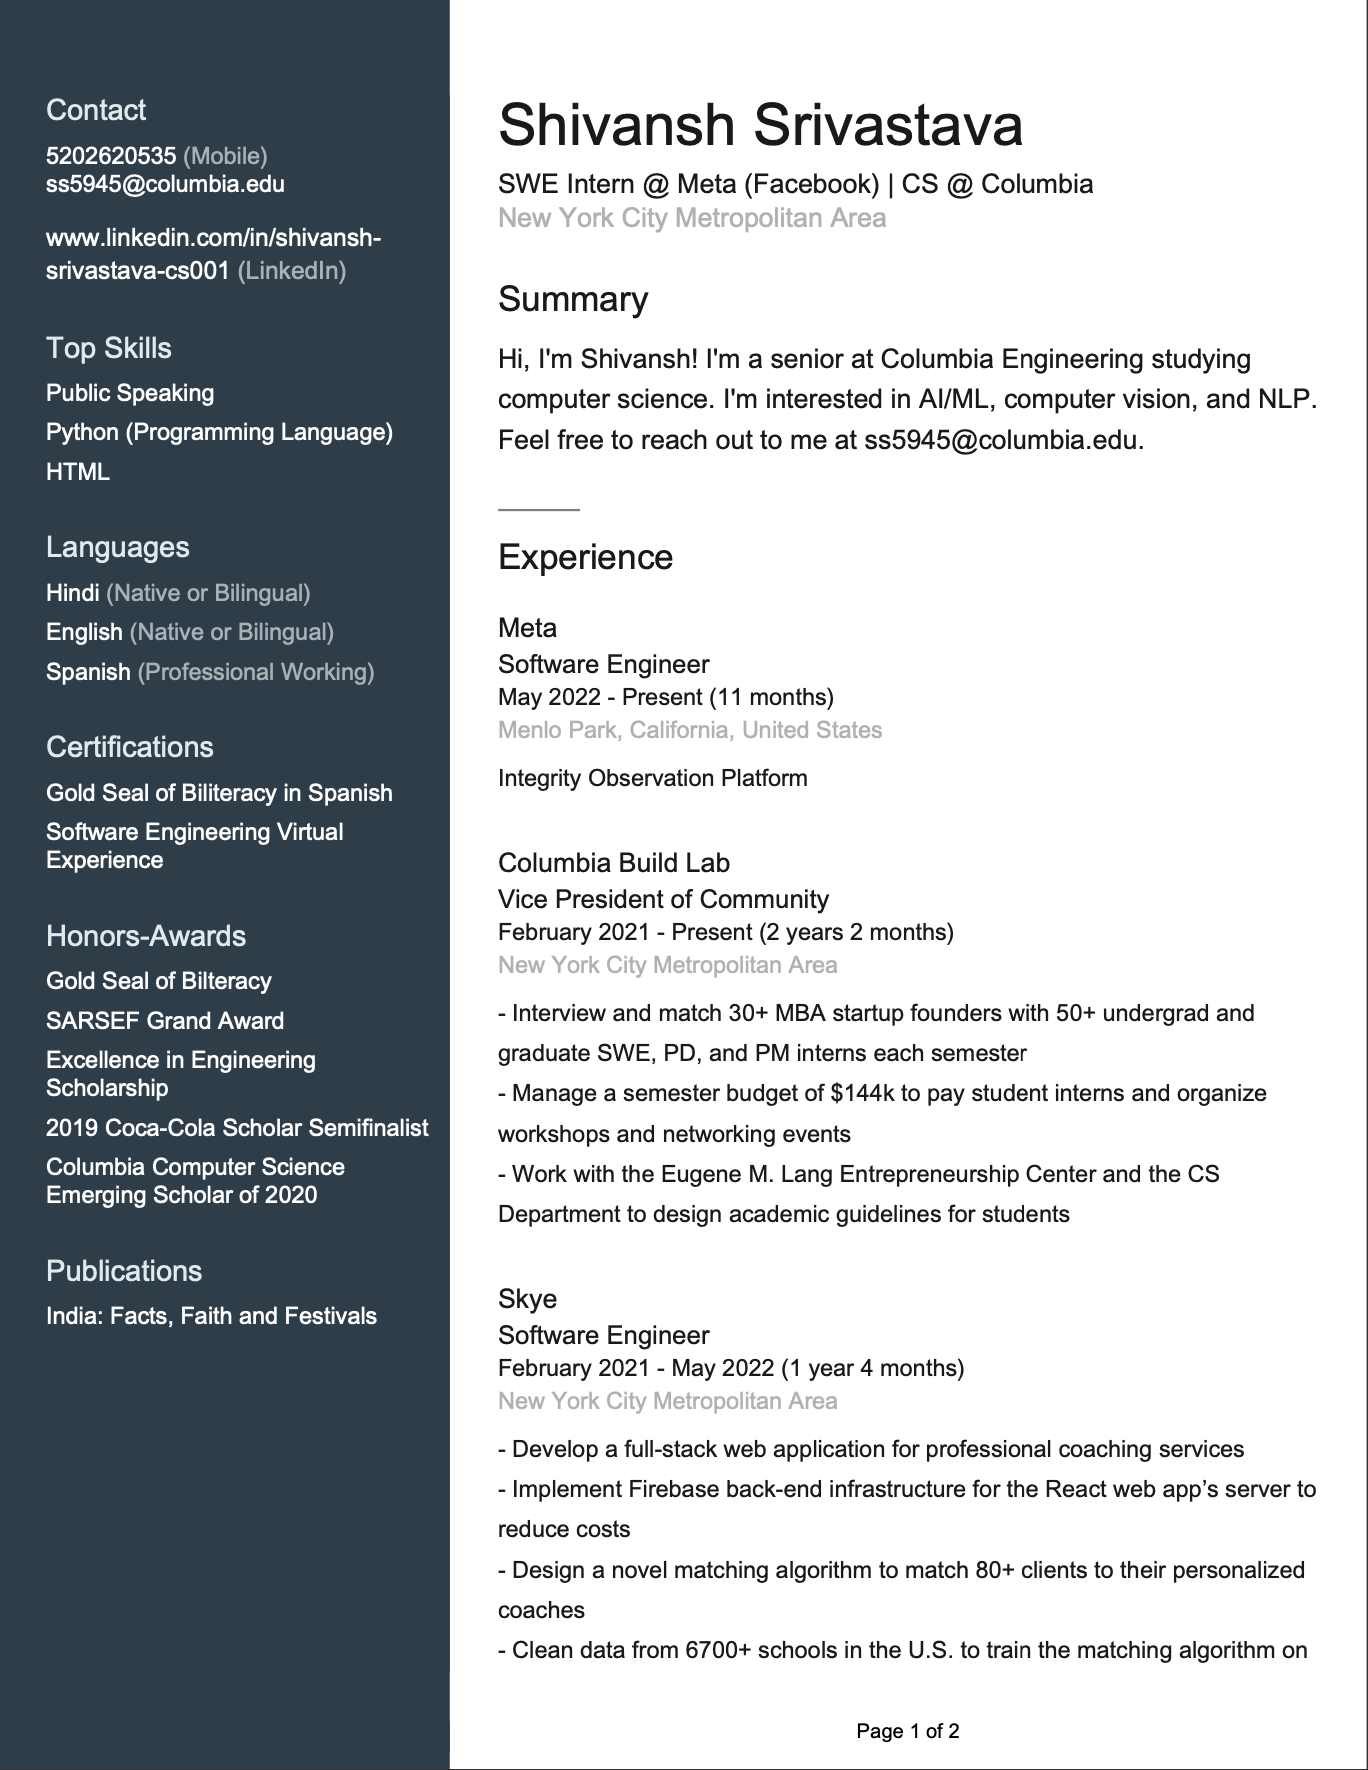 Contact
5202620535 (Mobile)
ss5945@columbia.edu
www.linkedin.com/in/shivansh-
srivastava-cs001 (LinkedIn)
Top Skills
Public Speaking
Python (Programming Language)
HTML
Languages
Hindi (Native or Bilingual)
English (Native or Bilingual)
Spanish (Professional Working)
Certifications
Gold Seal of Biliteracy in Spanish
Software Engineering Virtual
Experience
Honors-Awards
Gold Seal of Bilteracy
SARSEF Grand Award
Excellence in Engineering
Scholarship
2019 Coca-Cola Scholar Semifinalist
Columbia Computer Science
Emerging Scholar of 2020
Publications
India: Facts, Faith and Festivals
Shivansh Srivastava
SWE Intern @ Meta (Facebook) | CS @ Columbia
New York City Metropolitan Area
Summary
Hi, I'm Shivansh! I'm a senior at Columbia Engineering studying
computer science. I'm interested in AI/ML, computer vision, and NLP.
Feel free to reach out to me at ss5945@columbia.edu.
Experience
Meta
Software Engineer
May 2022 - Present (11 months)
Menlo Park, California, United States
Integrity Observation Platform
Columbia Build Lab
Vice President of Community
February 2021 - Present (2 years 2 months)
New York City Metropolitan Area
- Interview and match 30+ MBA startup founders with 50+ undergrad and
graduate SWE, PD, and PM interns each semester
- Manage a semester budget of $144k to pay student interns and organize
workshops and networking events
- Work with the Eugene M. Lang Entrepreneurship Center and the CS
Department to design academic guidelines for students
Skye
Software Engineer
February 2021 - May 2022 (1 year 4 months)
New York City Metropolitan Area
- Develop a full-stack web application for professional coaching services
- Implement Firebase back-end infrastructure for the React web app’s server to
reduce costs
- Design a novel matching algorithm to match 80+ clients to their personalized
coaches
- Clean data from 6700+ schools in the U.S. to train the matching algorithm on
Page 1 of 2